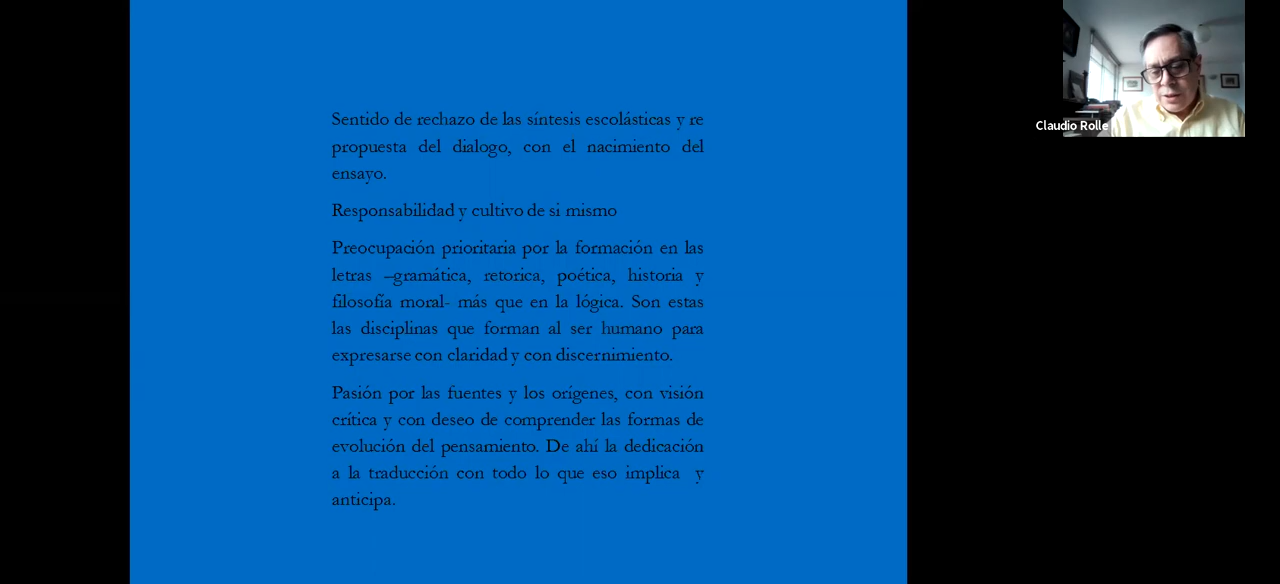 Sentido de rechazo de las síntesis escolásticas y re
propuesta del dialogo, con el nacimiento del
ensayo.
Responsabilidad y cultivo de si mismo
Preocupación prioritaria por la formación en las
letras –gramática, retorica, poética, historia y
filosofía moral- más que en la lógica. Son estas
las disciplinas que forman al ser humano para
expresarse con claridad y con discernimiento.
Pasión por las fuentes y los orígenes, con visión
crítica y con deseo de comprender las formas de
evolución del pensamiento. De ahí la dedicación
a la traducción con todo lo que eso implica y
anticipa.
Claudio Rolle